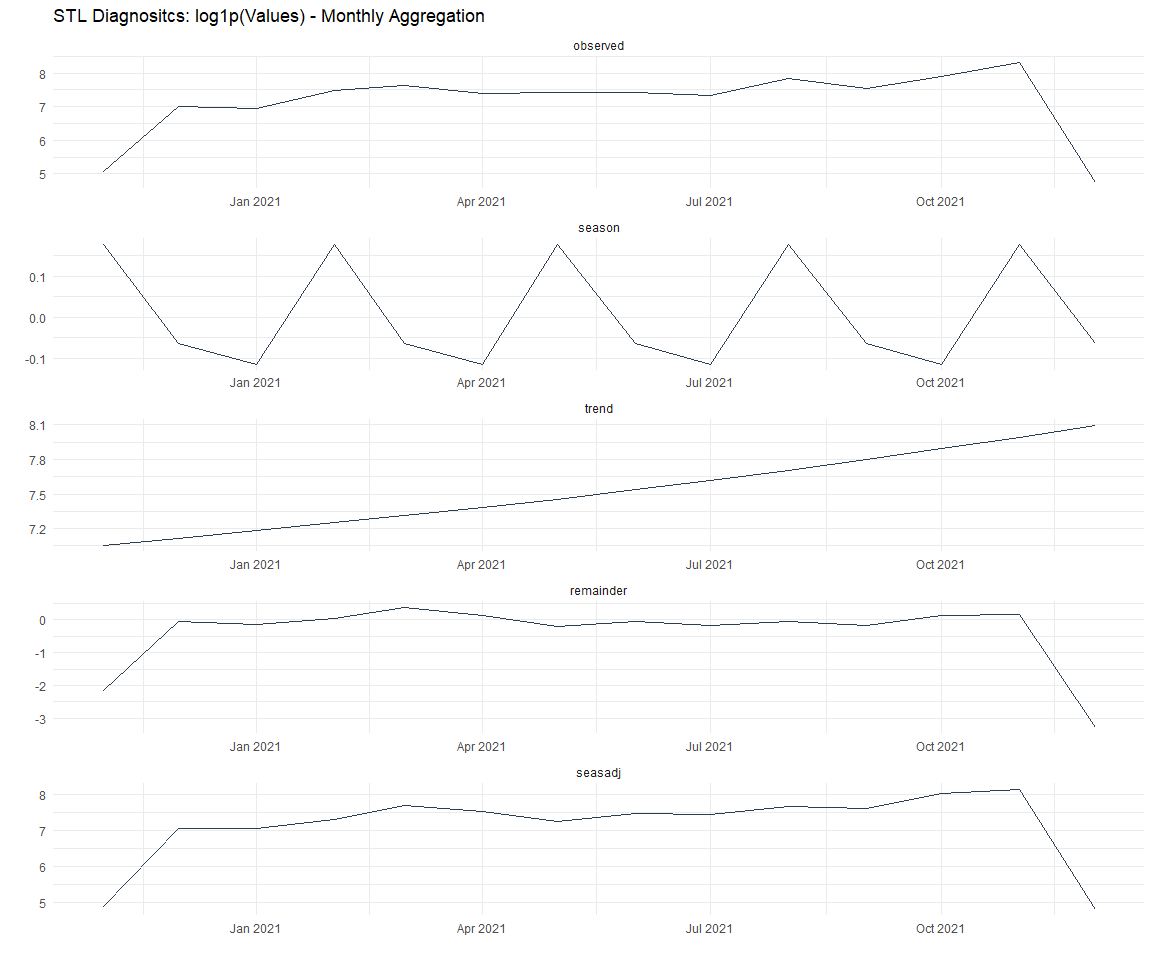 STL Diagnositcs: log1p(Values) - Monthly Aggregation
observed
8
7
6
5
Jan 2021 Apr 2021 Jul 2021 Oct 2021
season
0.1
0.0
-0.1
Jan 2021 Apr 2021 Jul 2021 Oct 2021
trend
8.1
7.8
7.5
7.2
Jan 2021 Apr 2021 Jul 2021 Oct 2021
remainder
0
-1
-2
-3
Jan 2021 Apr 2021 Jul 2021 Oct 2021
seasadj
8
7
6
5
Jan 2021 Apr 2021 Jul 2021 Oct 2021